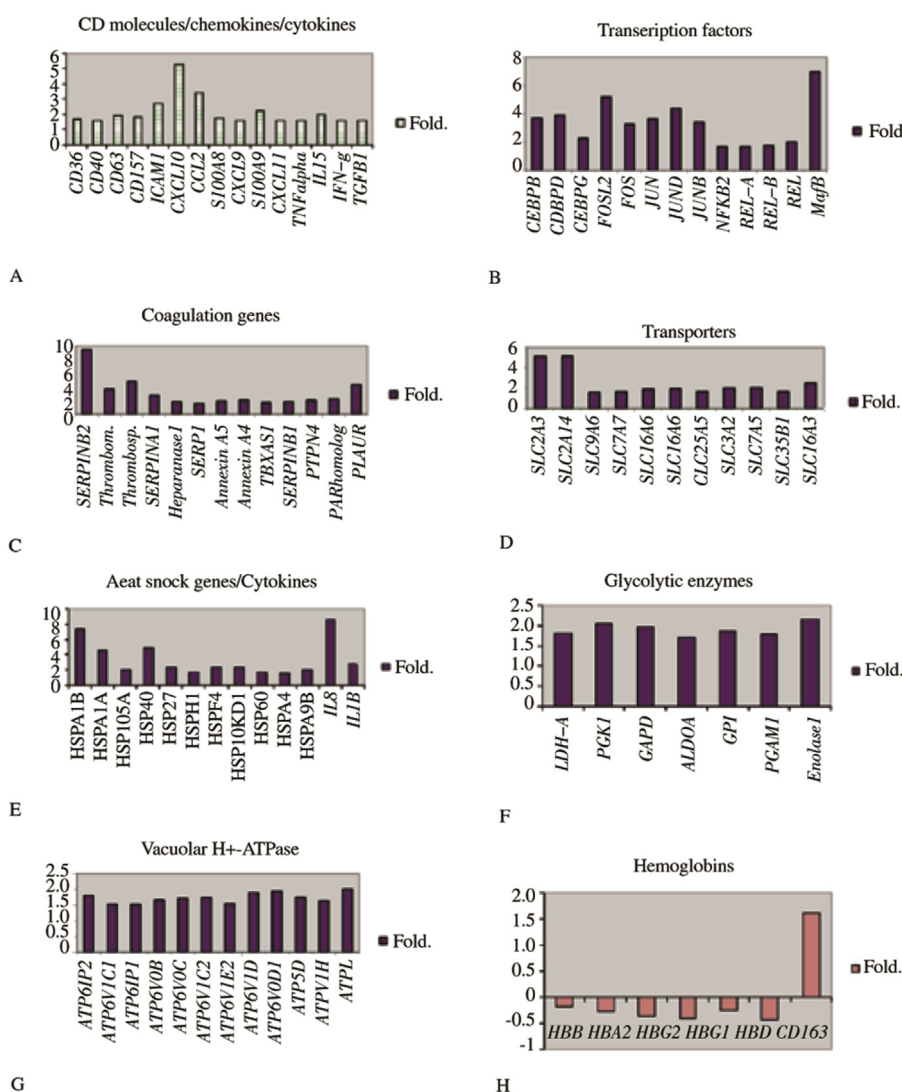 CD molecules/chemokines/cytokines
6
5
4
3
2
1
0
CD36
CD40
CD63
CD157
ICAM1
CXCL10
CCL2
S100A8
CXCL9
S100A9
CXCL11
TNFalpha
IL15
IFN-g
TGFB1
Fold.
A
Transeription factors
8
6
4
2
0
CEBPB
CDBPD
CEBPG
FOSL2
FOS
JUN
JUND
JUNB
NFKB2
REL-A
REL-B
REL
MafB
Fold
B
Coagulation genes
10
8
6
4
2
0
SERPINB2
Thrombom.
Thrombosp.
SERPINA1
Heparanase1
SERP1
Annexin A5
Annexin A4
TBXAS1
SERPINB1
PTPN4
PARhomolog
PLAUR
Fold.
C
Transporters
6
4
2
0
SLC2A3
SLC2A14
SLC9A6
SLC7A7
SLC16A6
SLC16A6
CLC25A5
SLC3A2
SLC7A5
SLC35B1
SLC16A3
Fold.
D
Aeat snock genes/Cytokines
10
8
6
4
2
0
HSPA1B
HSPA1A
HSP105A
HSP40
HSP27
HSPH1
HSPF4
HSP10KD1
HSP60
HSPA4
HSPA9B
IL8
IL1B
Fold.
E
Glycolytic enzymes
2.5
2.0
1.5
1.0
0.5
0
LDH-A
PGK1
GAPD
ALDOA
GPI
PGAM1
Enolase1
Fold.
F
Vacuolar H+-ATPase
2.5
2.0
1.5
1.0
0.5
0
ATP6IP2
ATP6V1C1
ATP6IP1
ATP6V0B
ATP6V0C
ATP6V1C2
ATP6V1E2
ATP6V1D
ATP6V0D1
ATP5D
ATPV1H
ATPL
Fold.
G
Hemoglobins
2.0
1.5
1.0
0.5
0
-0.5
-1
HBB HBA2 HBG2 HBG1 HBD CD163
Fold.
H